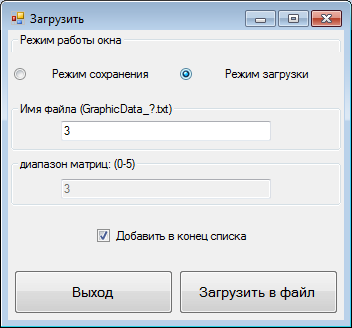 Загрузить
Режим работы окна
Режим сохранения
Режим загрузки
Имя файла (GraphicData_?.txt)
3
диапазон матриц: (0-5)
3
Добавить в конец списка
Выход
Загрузить в файл